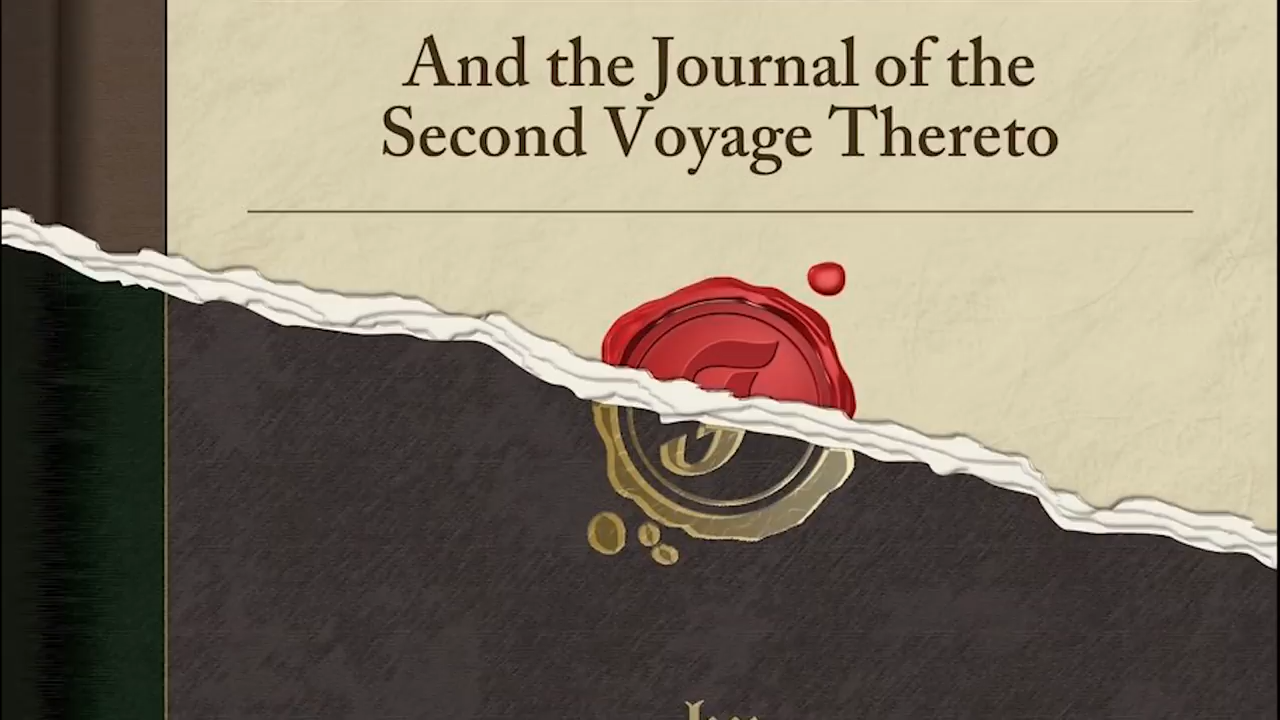 And the Journal of the
Second Voyage Thereto